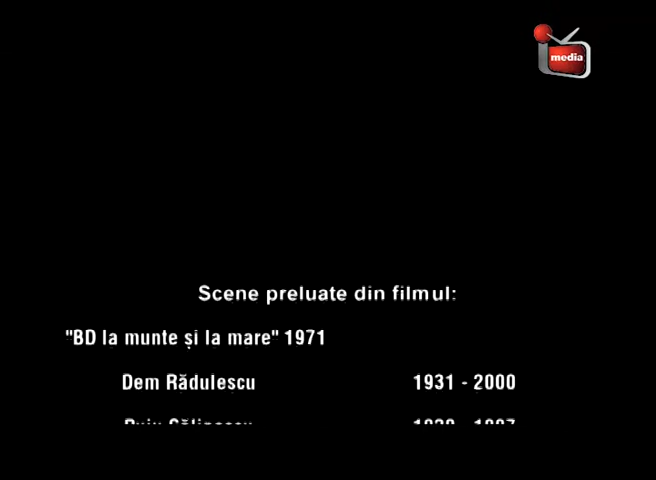 media
Scene preluate din filmul:
"BD la munte și la mare" 1971
Dem Rădulescu 1931 - 2000